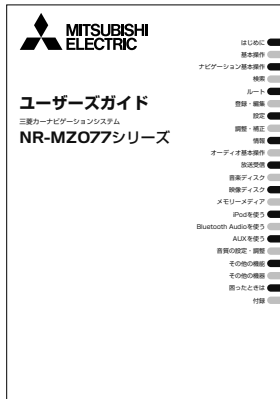 MITSUBISHI
ELECTRIC
ユーザーズガイド
三菱カーナビゲーションシステム
NR-MZ077シリーズ
はじめに
基本操作
ナビゲーション基本操作
検索
ルート
登録・編集
設定
調整・補正
情報
オーディオ基本操作
放送受信
音楽ディスク
映像ディスク
メモリーメディア
iPodを使う
Bluetooth Audioを使う
AUXを使う
音質の設定・調整
その他の機能
その他の機器
困ったときは
付録